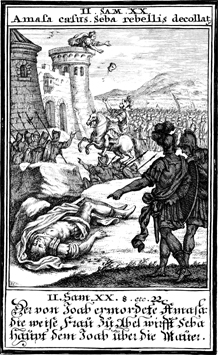 II. SAM. XX.
Amasa cæsus. Seba rebellis decollat.
II. Sam. XX. 8. etc. 22.
Der von Joab ermordete Amasa:
die weise Frau zu Abel wirfft Seba
haupt dem Joab über die Mauer.